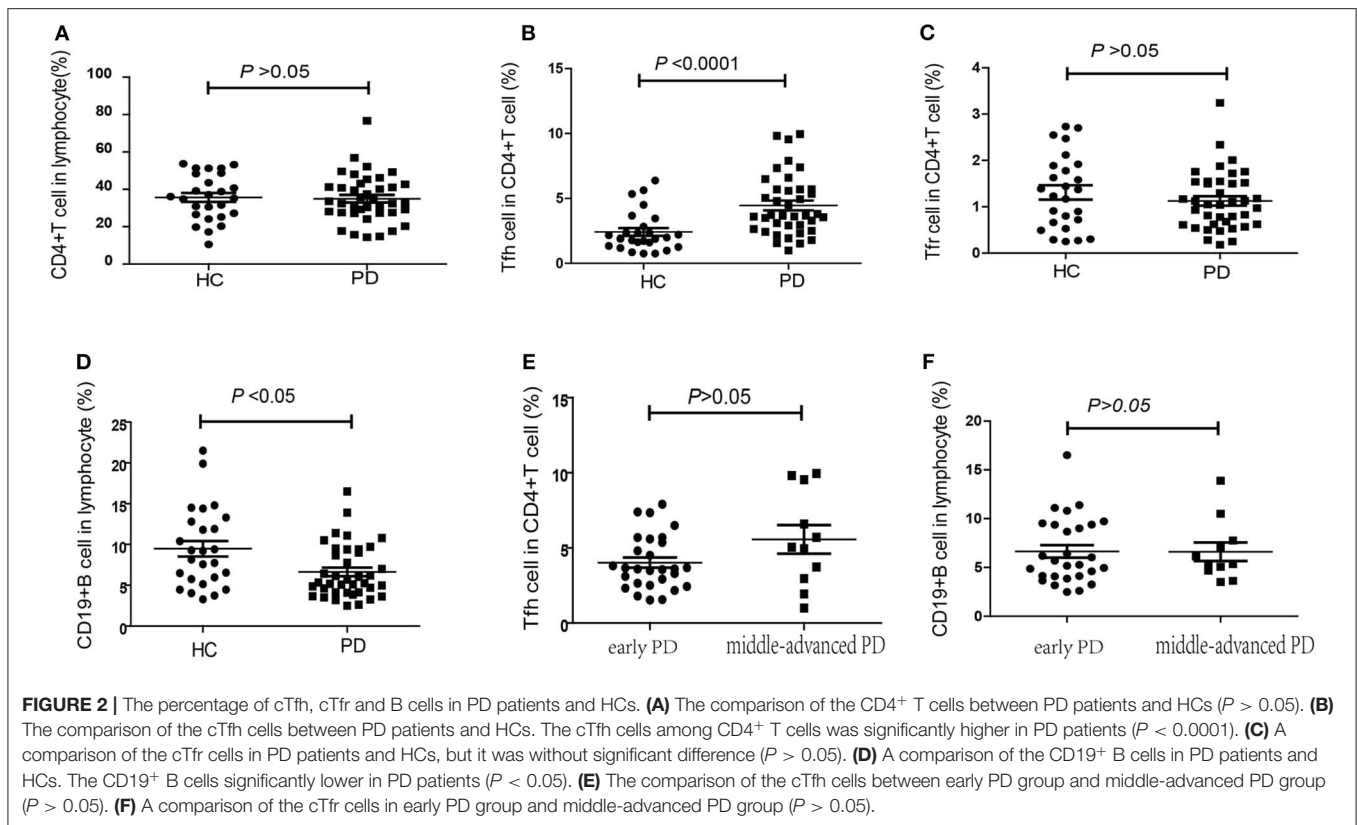 A
CD4+T cell in lymphocyte(%)
100
80
60
40
20
0
P >0.05
HC
PD
B
Tfh cell in CD4+T cell (%)
15
10
5
0
P <0.0001
HC
PD
C
Tfr cell in CD4+T cell (%)
4
3
2
1
0
P >0.05
HC
PD
D
CD19+B cell in lymphocyte (%)
25
20
15
10
5
0
P <0.05
HC
PD
E
Tfh cell in CD4+T cell (%)
15
10
5
0
P>0.05
early PD
middle-advanced PD
F
CD19+B cell in lymphocyte (%)
20
15
10
5
0
P>0.05
early PD
middle-advanced PD
FIGURE 2 | The percentage of cTfh, cTfr and B cells in PD patients and HCs. (A) The comparison of the CD4⁺ T cells between PD patients and HCs (P > 0.05). (B)
The comparison of the cTfh cells between PD patients and HCs. The cTfh cells among CD4⁺ T cells was significantly higher in PD patients (P < 0.0001). (C) A
comparison of the cTfr cells in PD patients and HCs, but it was without significant difference (P > 0.05). (D) A comparison of the CD19⁺ B cells in PD patients and
HCs. The CD19⁺ B cells significantly lower in PD patients (P < 0.05). (E) The comparison of the cTfh cells between early PD group and middle-advanced PD group
(P > 0.05). (F) A comparison of the cTfr cells in early PD group and middle-advanced PD group (P > 0.05).